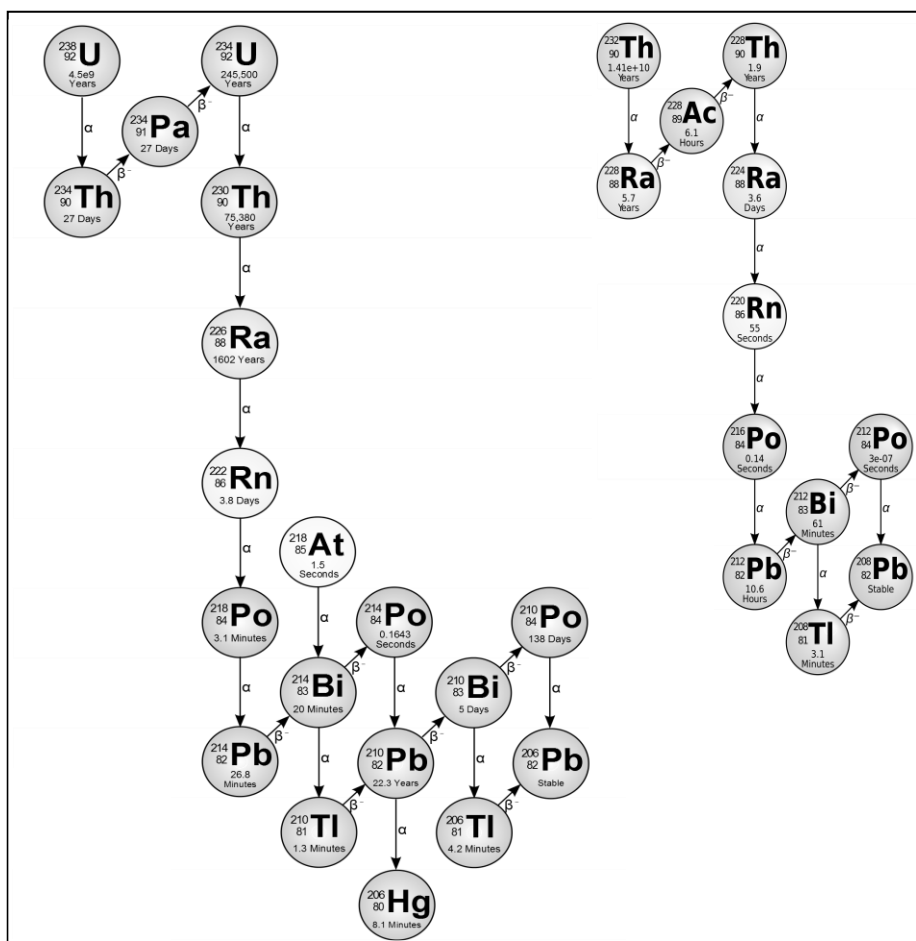 238
92 U
4.5e9
Years
α
234
90 Th
27 Days
β⁻
234
91 Pa
27 Days
β⁻
234
92 U
245,500
Years
α
230
90 Th
75,380
Years
α
226
88 Ra
1602 Years
α
222
86 Rn
3.8 Days
α
218
84 Po
3.1 Minutes
α
214
82 Pb
26.8
Minutes
β⁻
218
85 At
1.5
Seconds
α
214
83 Bi
20 Minutes
β⁻
α
214
84 Po
0.1643
Seconds
α
210
81 Tl
1.3 Minutes
β⁻
210
82 Pb
22.3 Years
β⁻
α
206
80 Hg
8.1 Minutes
210
83 Bi
5 Days
β⁻
α
210
84 Po
138 Days
α
206
81 Tl
4.2 Minutes
β⁻
206
82 Pb
Stable
232
90 Th
1.41e+10
Years
α
228
88 Ra
5.7
Years
β⁻
228
89 Ac
6.1
Hours
β⁻
228
90 Th
1.9
Years
α
224
88 Ra
3.6
Days
α
220
86 Rn
55
Seconds
α
216
84 Po
0.14
Seconds
α
212
82 Pb
10.6
Hours
β⁻
212
83 Bi
61
Minutes
β⁻
α
212
84 Po
3e-07
Seconds
α
208
81 Tl
3.1
Minutes
β⁻
208
82 Pb
Stable